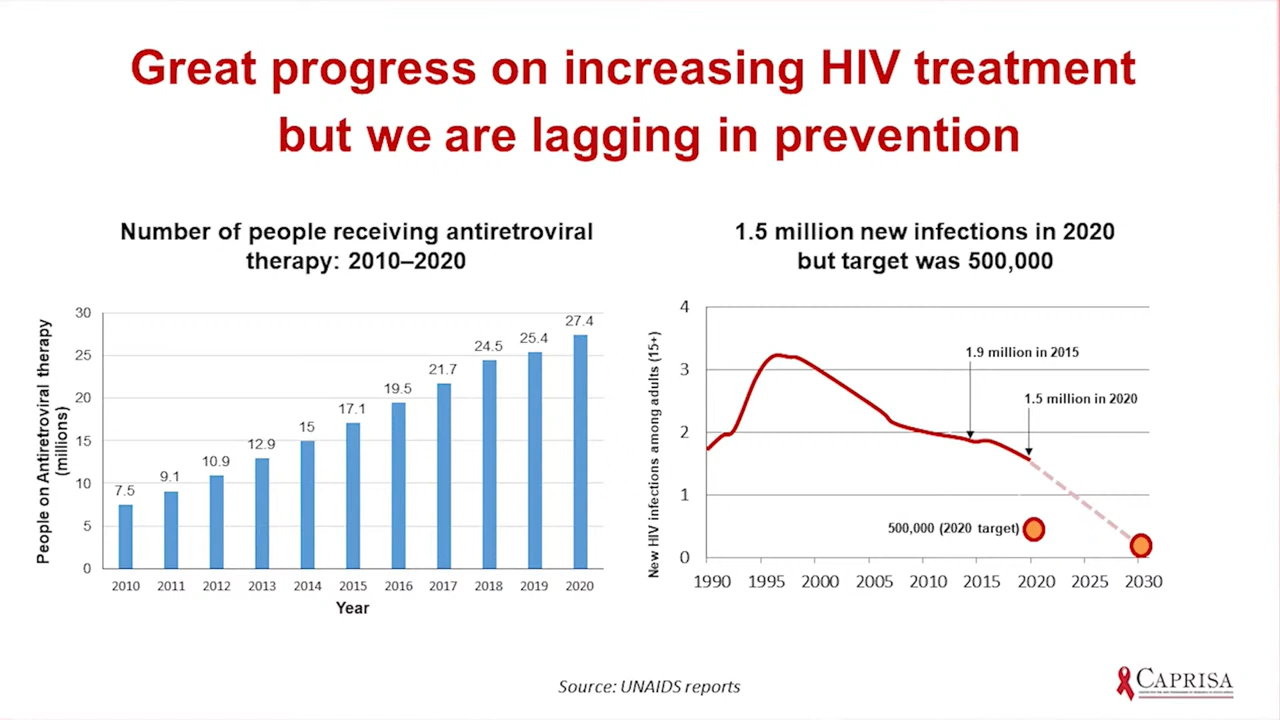 Great progress on increasing HIV treatment
but we are lagging in prevention
Number of people receiving antiretroviral
therapy: 2010–2020
People on Antiretroviral therapy
(millions)
30
25
20
15
10
5
0
7.5
9.1
10.9
12.9
15
17.1
19.5
21.7
24.5
25.4
27.4
2010 2011 2012 2013 2014 2015 2016 2017 2018 2019 2020
Year
1.5 million new infections in 2020
but target was 500,000
New HIV infections among adults (15+)
4
3
2
1
0
1.9 million in 2015
1.5 million in 2020
500,000 (2020 target)
1990 1995 2000 2005 2010 2015 2020 2025 2030
Source: UNAIDS reports
CAPRISA